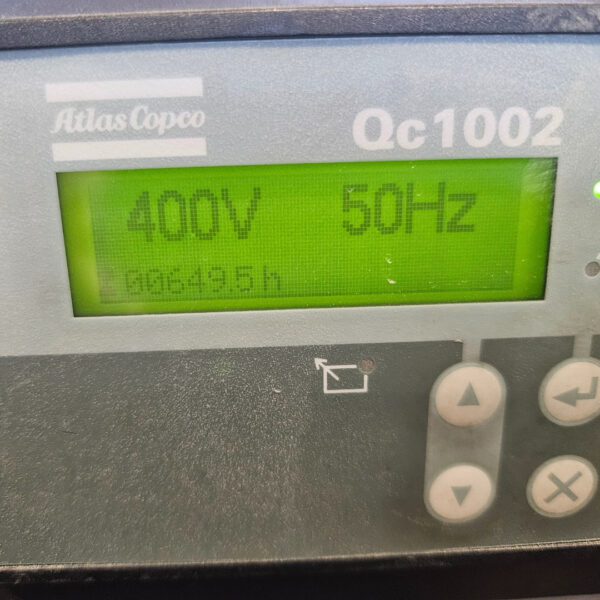 Atlas Copco
Qc1002
400V 50Hz
00649.5 h